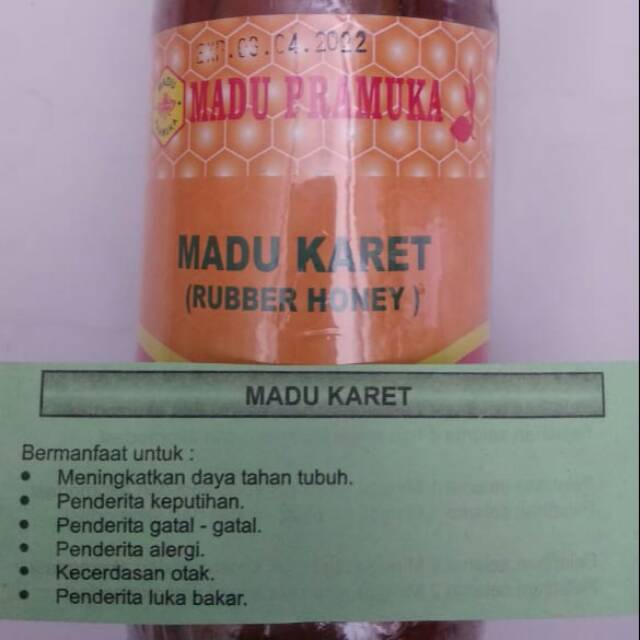 EXP.03.04.2022
MADU PRAMUKA
MADU KARET
(RUBBER HONEY)
MADU KARET
Bermanfaat untuk :
• Meningkatkan daya tahan tubuh.
• Penderita keputihan.
• Penderita gatal - gatal.
• Penderita alergi.
• Kecerdasan otak.
• Penderita luka bakar.